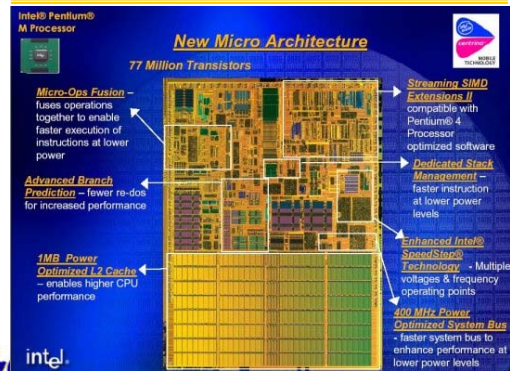 Intel® Pentium®
M Processor
New Micro Architecture
77 Million Transistors
centrino
MOBILE
TECHNOLOGY
Micro-Ops Fusion –
fuses operations
together to enable
faster execution of
instructions at lower
power
Advanced Branch
Prediction – fewer re-dos
for increased performance
1MB Power
Optimized L2 Cache
– enables higher CPU
performance
Streaming SIMD
Extensions II
compatible with
Pentium® 4
Processor
optimized software
Dedicated Stack
Management –
faster instruction
at lower power
levels
Enhanced Intel®
SpeedStep®
Technology - Multiple
voltages & frequency
operating points
400 MHz Power
Optimized System Bus
- faster system bus to
enhance performance at
lower power levels
intel